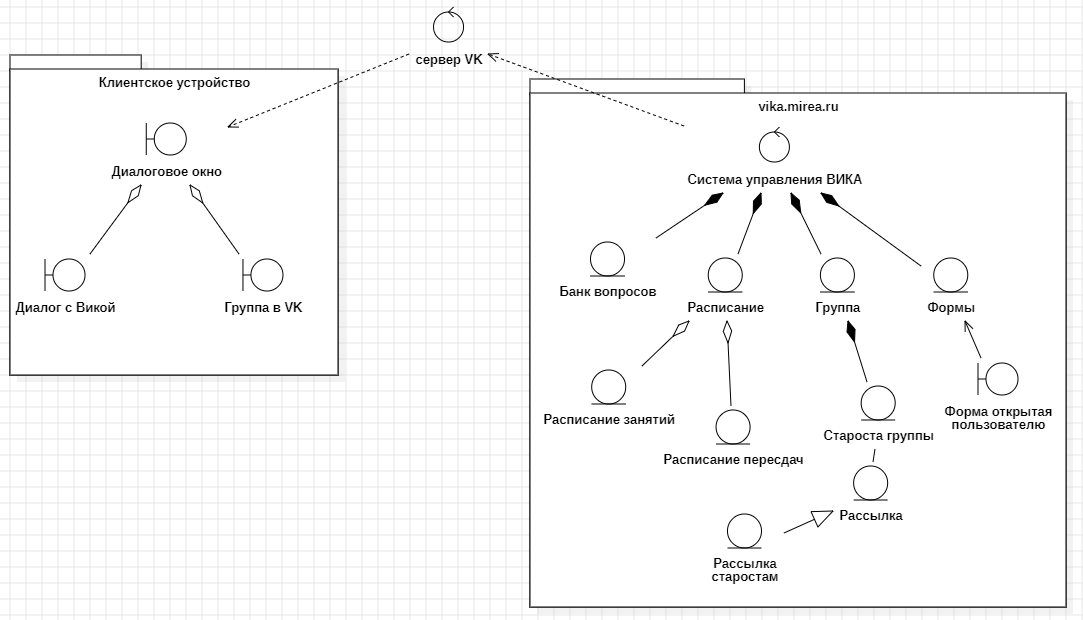 сервер VK
Клиентское устройство
Диалоговое окно
Диалог с Викой
Группа в VK
vika.mirea.ru
Система управления ВИКА
Банк вопросов
Расписание
Группа
Формы
Расписание занятий
Расписание пересдач
Староста группы
Форма открытая
пользователю
Рассылка
Рассылка
старостам